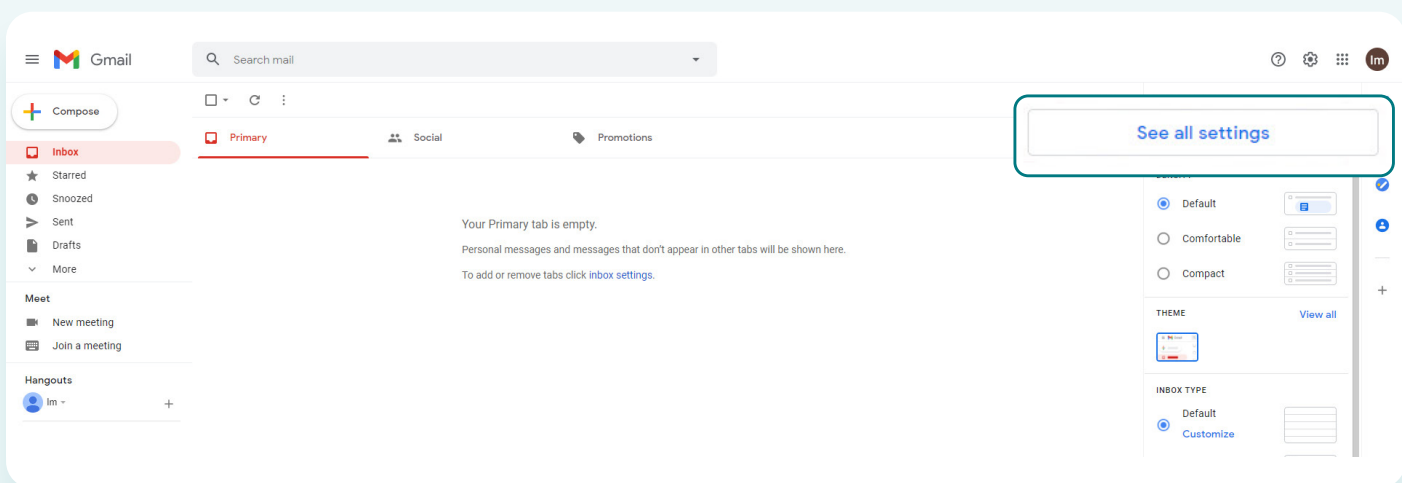 Gmail
Search mail
lm
Compose
See all settings
Primary
Social
Promotions
Inbox
Starred
Snoozed
Sent
Drafts
More
Default
Comfortable
Compact
Your Primary tab is empty.
Personal messages and messages that don't appear in other tabs will be shown here.
To add or remove tabs click inbox settings.
Meet
New meeting
Join a meeting
THEME
View all
Hangouts
lm
INBOX TYPE
Default
Customize